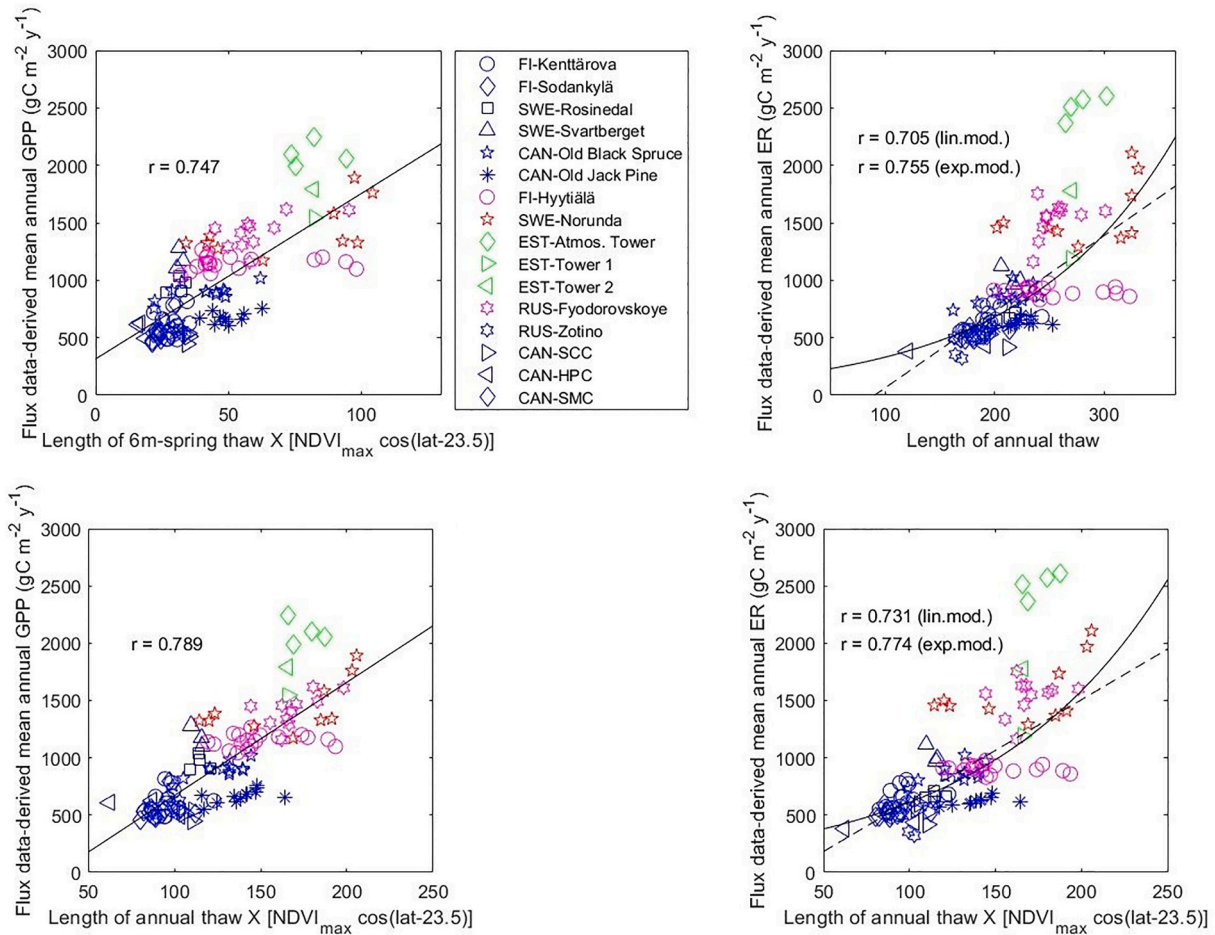 Flux data-derived mean annual GPP (gC m-2 y-1)
3000
2500
2000
1500
1000
500
0
r = 0.747
0 50 100
Length of 6m-spring thaw X [NDVImax cos(lat-23.5)]
FI-Kenttärova
FI-Sodankylä
SWE-Rosinedal
SWE-Svartberget
CAN-Old Black Spruce
CAN-Old Jack Pine
FI-Hyytiälä
SWE-Norunda
EST-Atmos. Tower
EST-Tower 1
EST-Tower 2
RUS-Fyodorovskoye
RUS-Zotino
CAN-SCC
CAN-HPC
CAN-SMC
Flux data-derived mean annual ER (gC m-2 y-1)
3000
2500
2000
1500
1000
500
0
r = 0.705 (lin.mod.)
r = 0.755 (exp.mod.)
100 200 300
Length of annual thaw
Flux data-derived mean annual GPP (gC m-2 y-1)
3000
2500
2000
1500
1000
500
0
r = 0.789
50 100 150 200 250
Length of annual thaw X [NDVImax cos(lat-23.5)]
Flux data-derived mean annual ER (gC m-2 y-1)
3000
2500
2000
1500
1000
500
0
r = 0.731 (lin.mod.)
r = 0.774 (exp.mod.)
50 100 150 200 250
Length of annual thaw X [NDVImax cos(lat-23.5)]